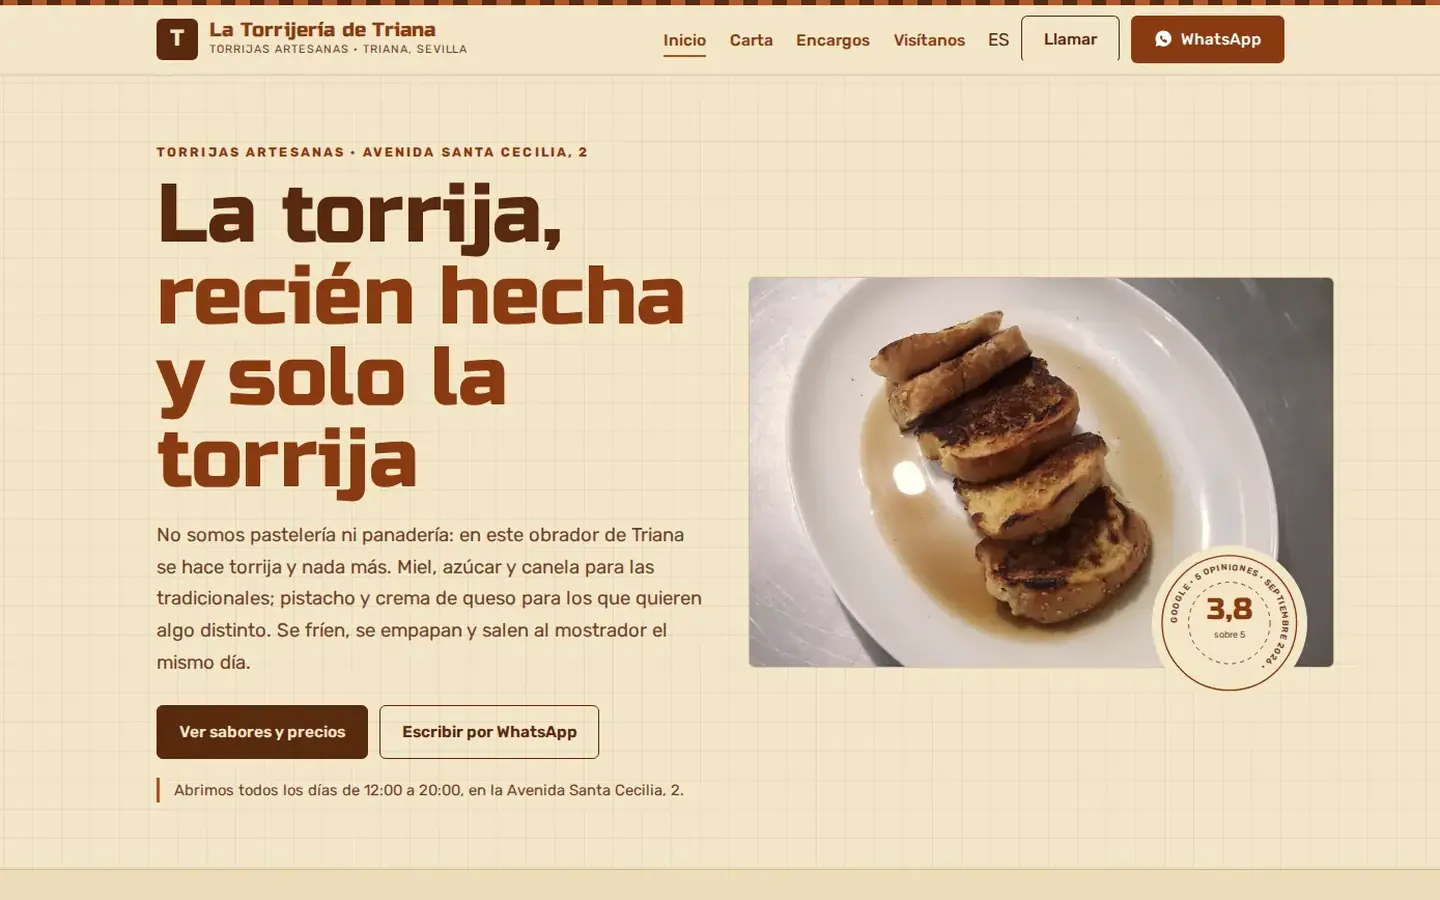 T
La Torrijería de Triana
TORRIJAS ARTESANAS • TRIANA, SEVILLA
Inicio
Carta
Encargos
Visítanos
ES
Llamar
WhatsApp
TORRIJAS ARTESANAS • AVENIDA SANTA CECILIA, 2
La torrija,
recién hecha
y solo la
torrija
No somos pastelería ni panadería: en este obrador de Triana
se hace torrija y nada más. Miel, azúcar y canela para las
tradicionales; pistacho y crema de queso para los que quieren
algo distinto. Se fríen, se empapan y salen al mostrador el
mismo día.
Ver sabores y precios
Escribir por WhatsApp
Abrimos todos los días de 12:00 a 20:00, en la Avenida Santa Cecilia, 2.
GOOGLE • 5 OPINIONES • SEPTIEMBRE 2026 •
3,8
sobre 5